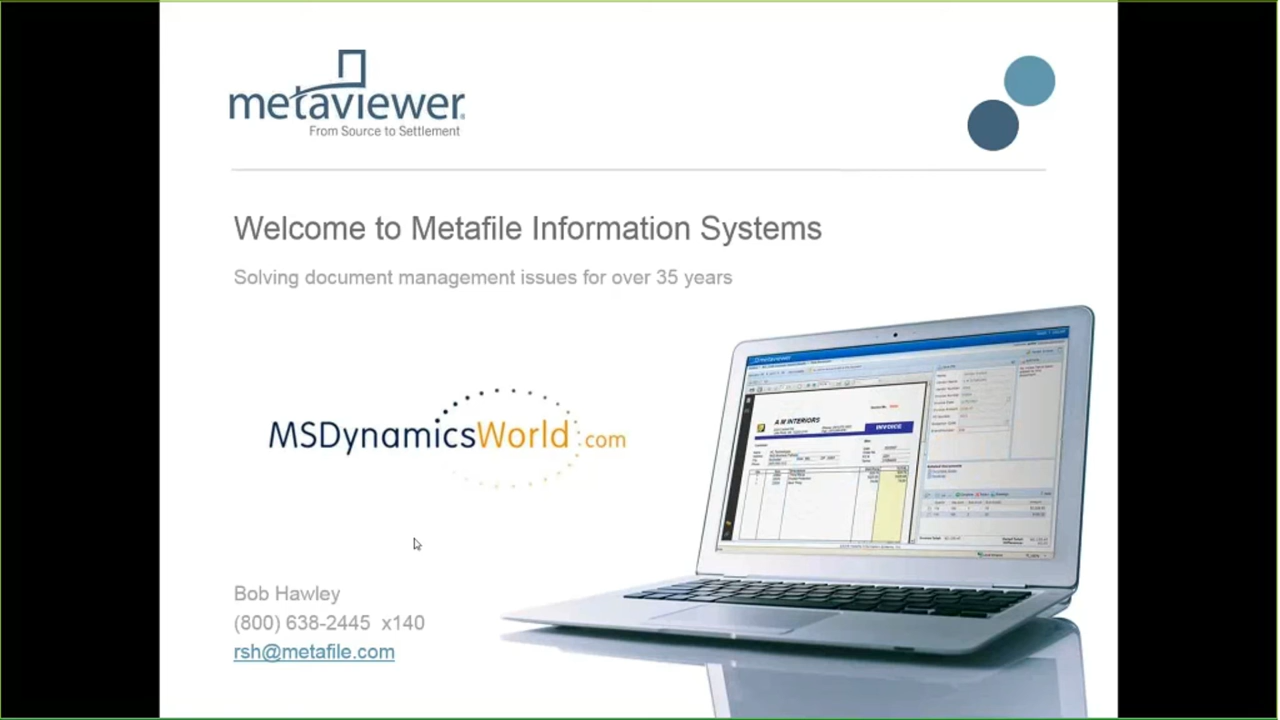 metaviewer®
From Source to Settlement
Welcome to Metafile Information Systems
Solving document management issues for over 35 years
MSDynamicsWorld.com
metaviewer
A M INTERIORS
INVOICE
Bob Hawley
(800) 638-2445 x140
rsh@metafile.com